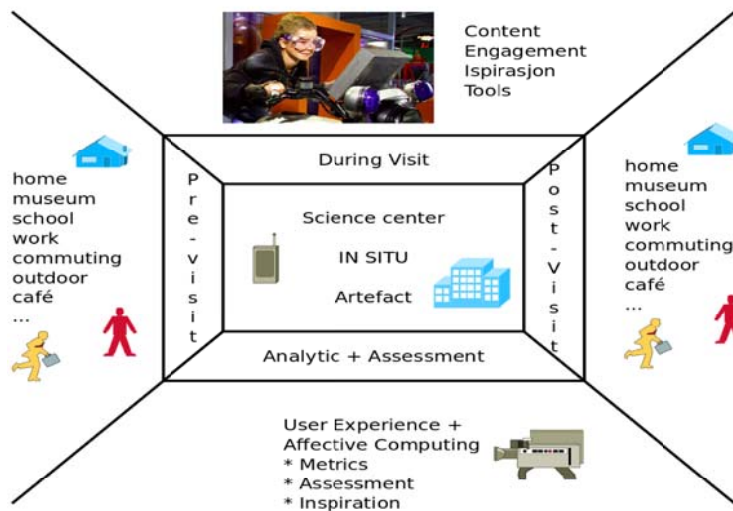 Content
Engagement
Ispirasjon
Tools
During Visit
home
museum
school
work
commuting
outdoor
café
...
Pre-visit
Science center
IN SITU
Artefact
Post-Visit
home
museum
school
work
commuting
outdoor
café
...
Analytic + Assessment
User Experience +
Affective Computing
* Metrics
* Assessment
* Inspiration